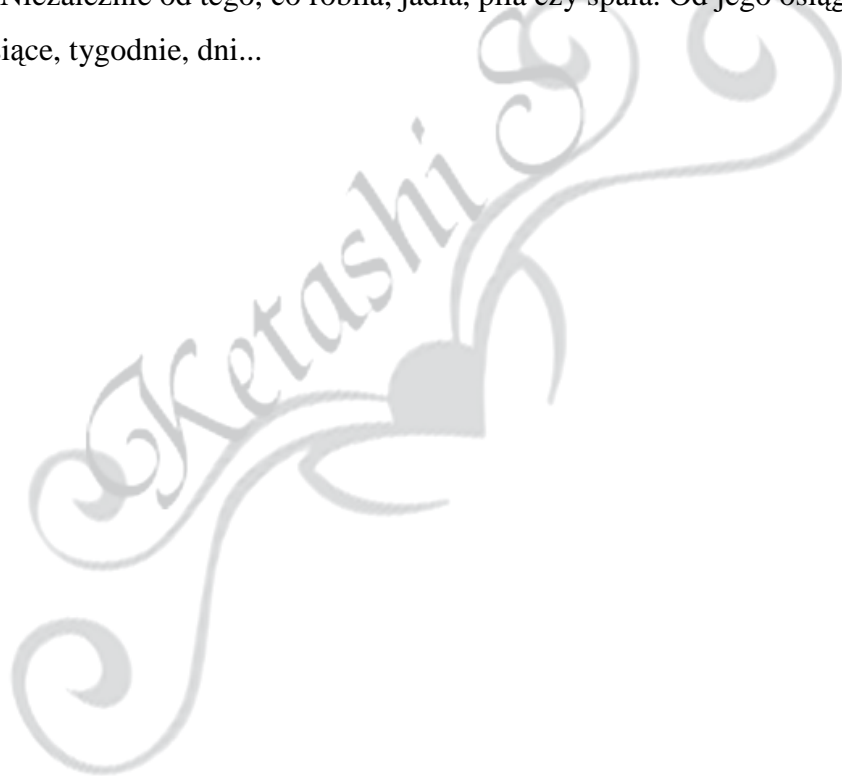 Niezależnie od tego, co robiła, jadła, piła czy spała. Od jego osiąg
iące, tygodnie, dni...
Ketashi S